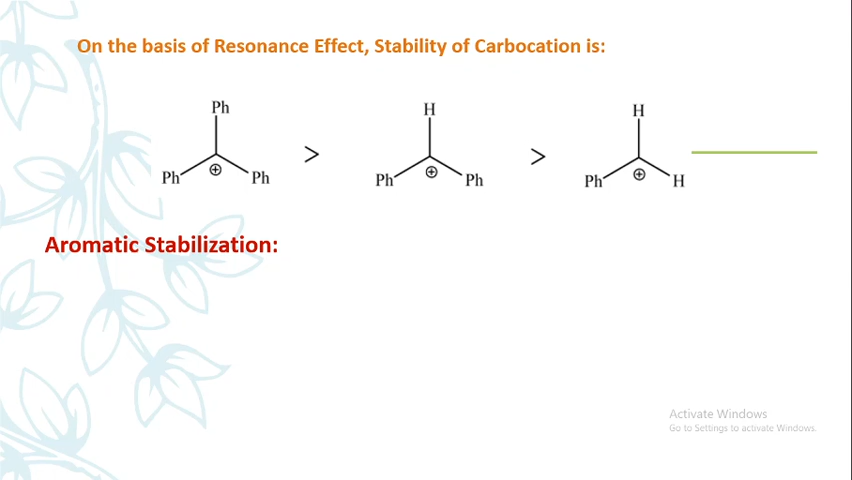 On the basis of Resonance Effect, Stability of Carbocation is:
Ph H H
> >
Ph ⊕ Ph Ph ⊕ Ph Ph ⊕ H
Aromatic Stabilization:
Activate Windows
Go to Settings to activate Windows.